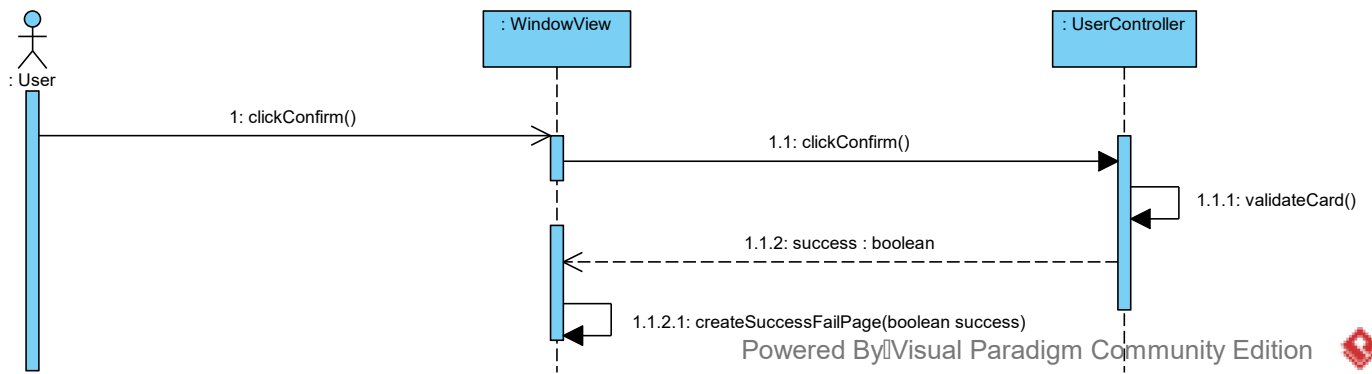 : User
: WindowView
: UserController
1: clickConfirm()
1.1: clickConfirm()
1.1.1: validateCard()
1.1.2: success : boolean
1.1.2.1: createSuccessFailPage(boolean success)
Powered By▯Visual Paradigm Community Edition